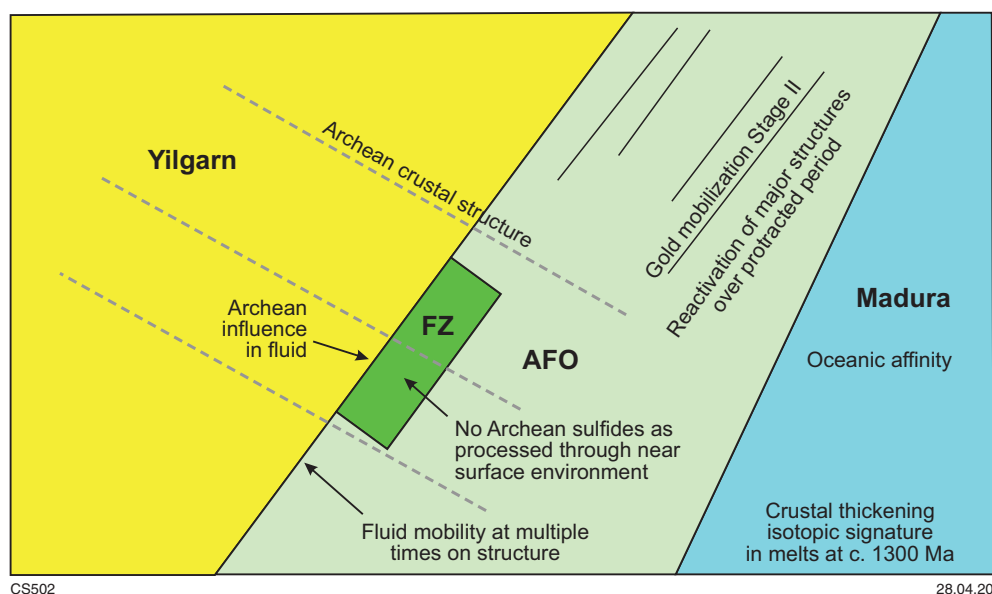 Yilgarn
Archean crustal structure
Gold mobilization Stage II
Reactivation of major structures
over protracted period
Madura
Oceanic affinity
Archean
influence
in fluid
FZ
AFO
No Archean sulfides as
processed through near
surface environment
Fluid mobility at multiple
times on structure
Crustal thickening
isotopic signature
in melts at c. 1300 Ma
CS502
28.04.20